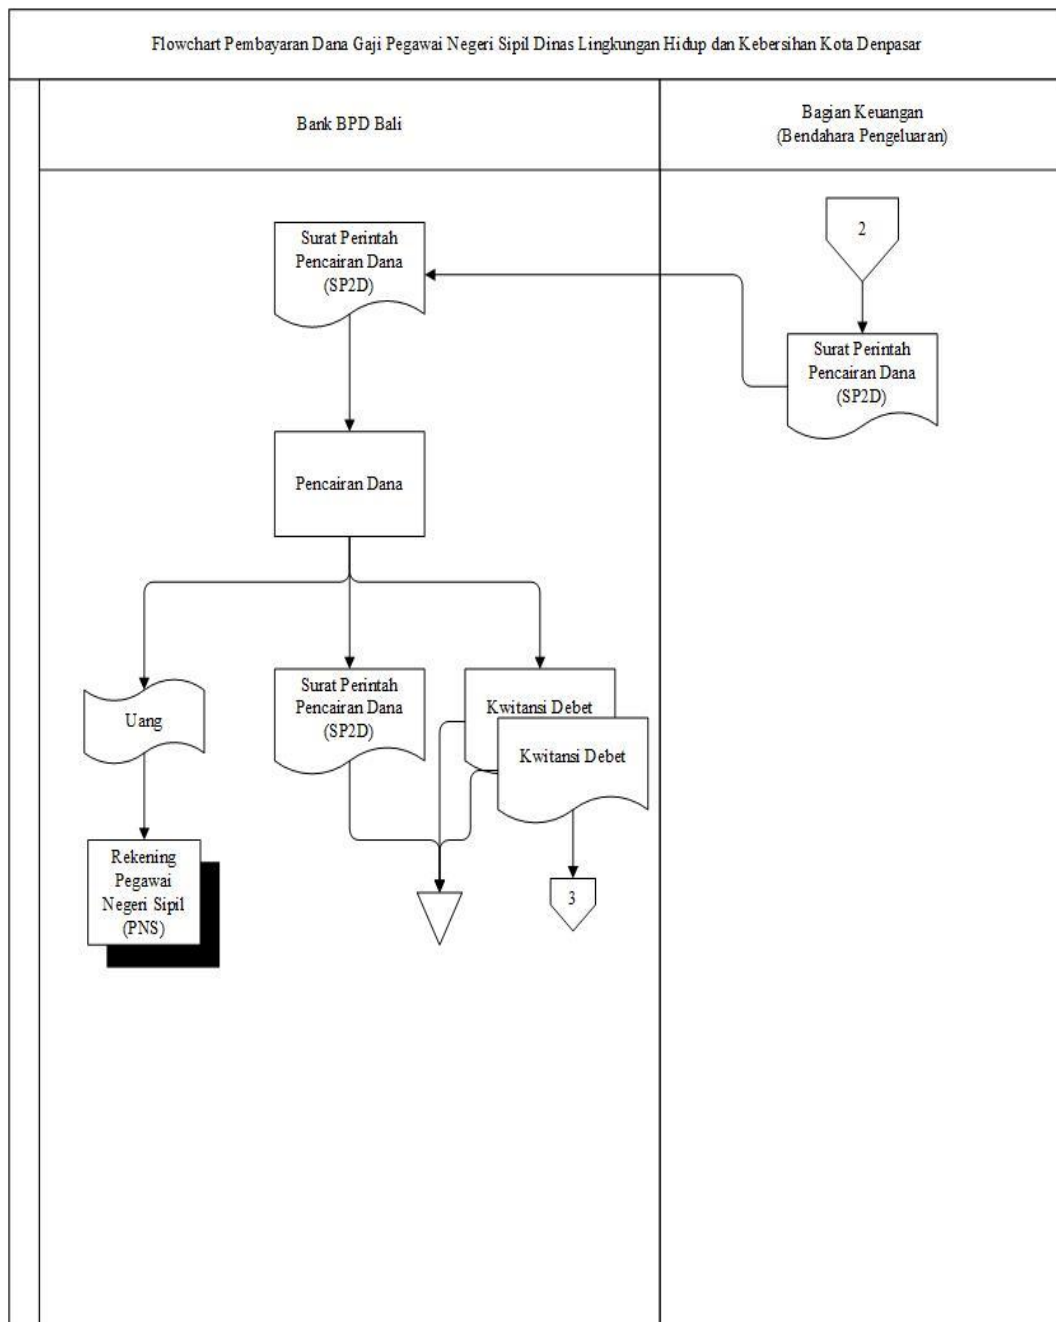 Flowchart Pembayaran Dana Gaji Pegawai Negeri Sipil Dinas Lingkungan Hidup dan Kebersihan Kota Denpasar
Bank BPD Bali
Bagian Keuangan
(Bendahara Pengeluaran)
2
Surat Perintah
Pencairan Dana
(SP2D)
Surat Perintah
Pencairan Dana
(SP2D)
Pencairan Dana
Uang
Surat Perintah
Pencairan Dana
(SP2D)
Kwitansi Debet
Kwitansi Debet
Rekening
Pegawai
Negeri Sipil
(PNS)
3